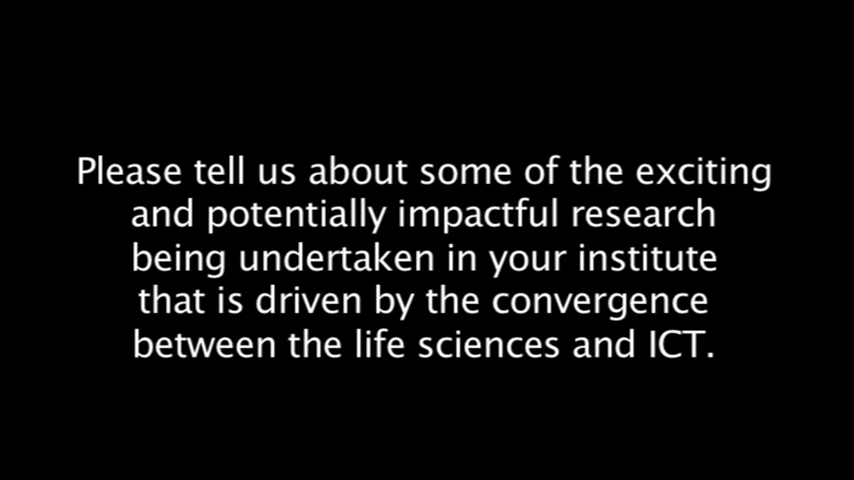 Please tell us about some of the exciting
and potentially impactful research
being undertaken in your institute
that is driven by the convergence
between the life sciences and ICT.